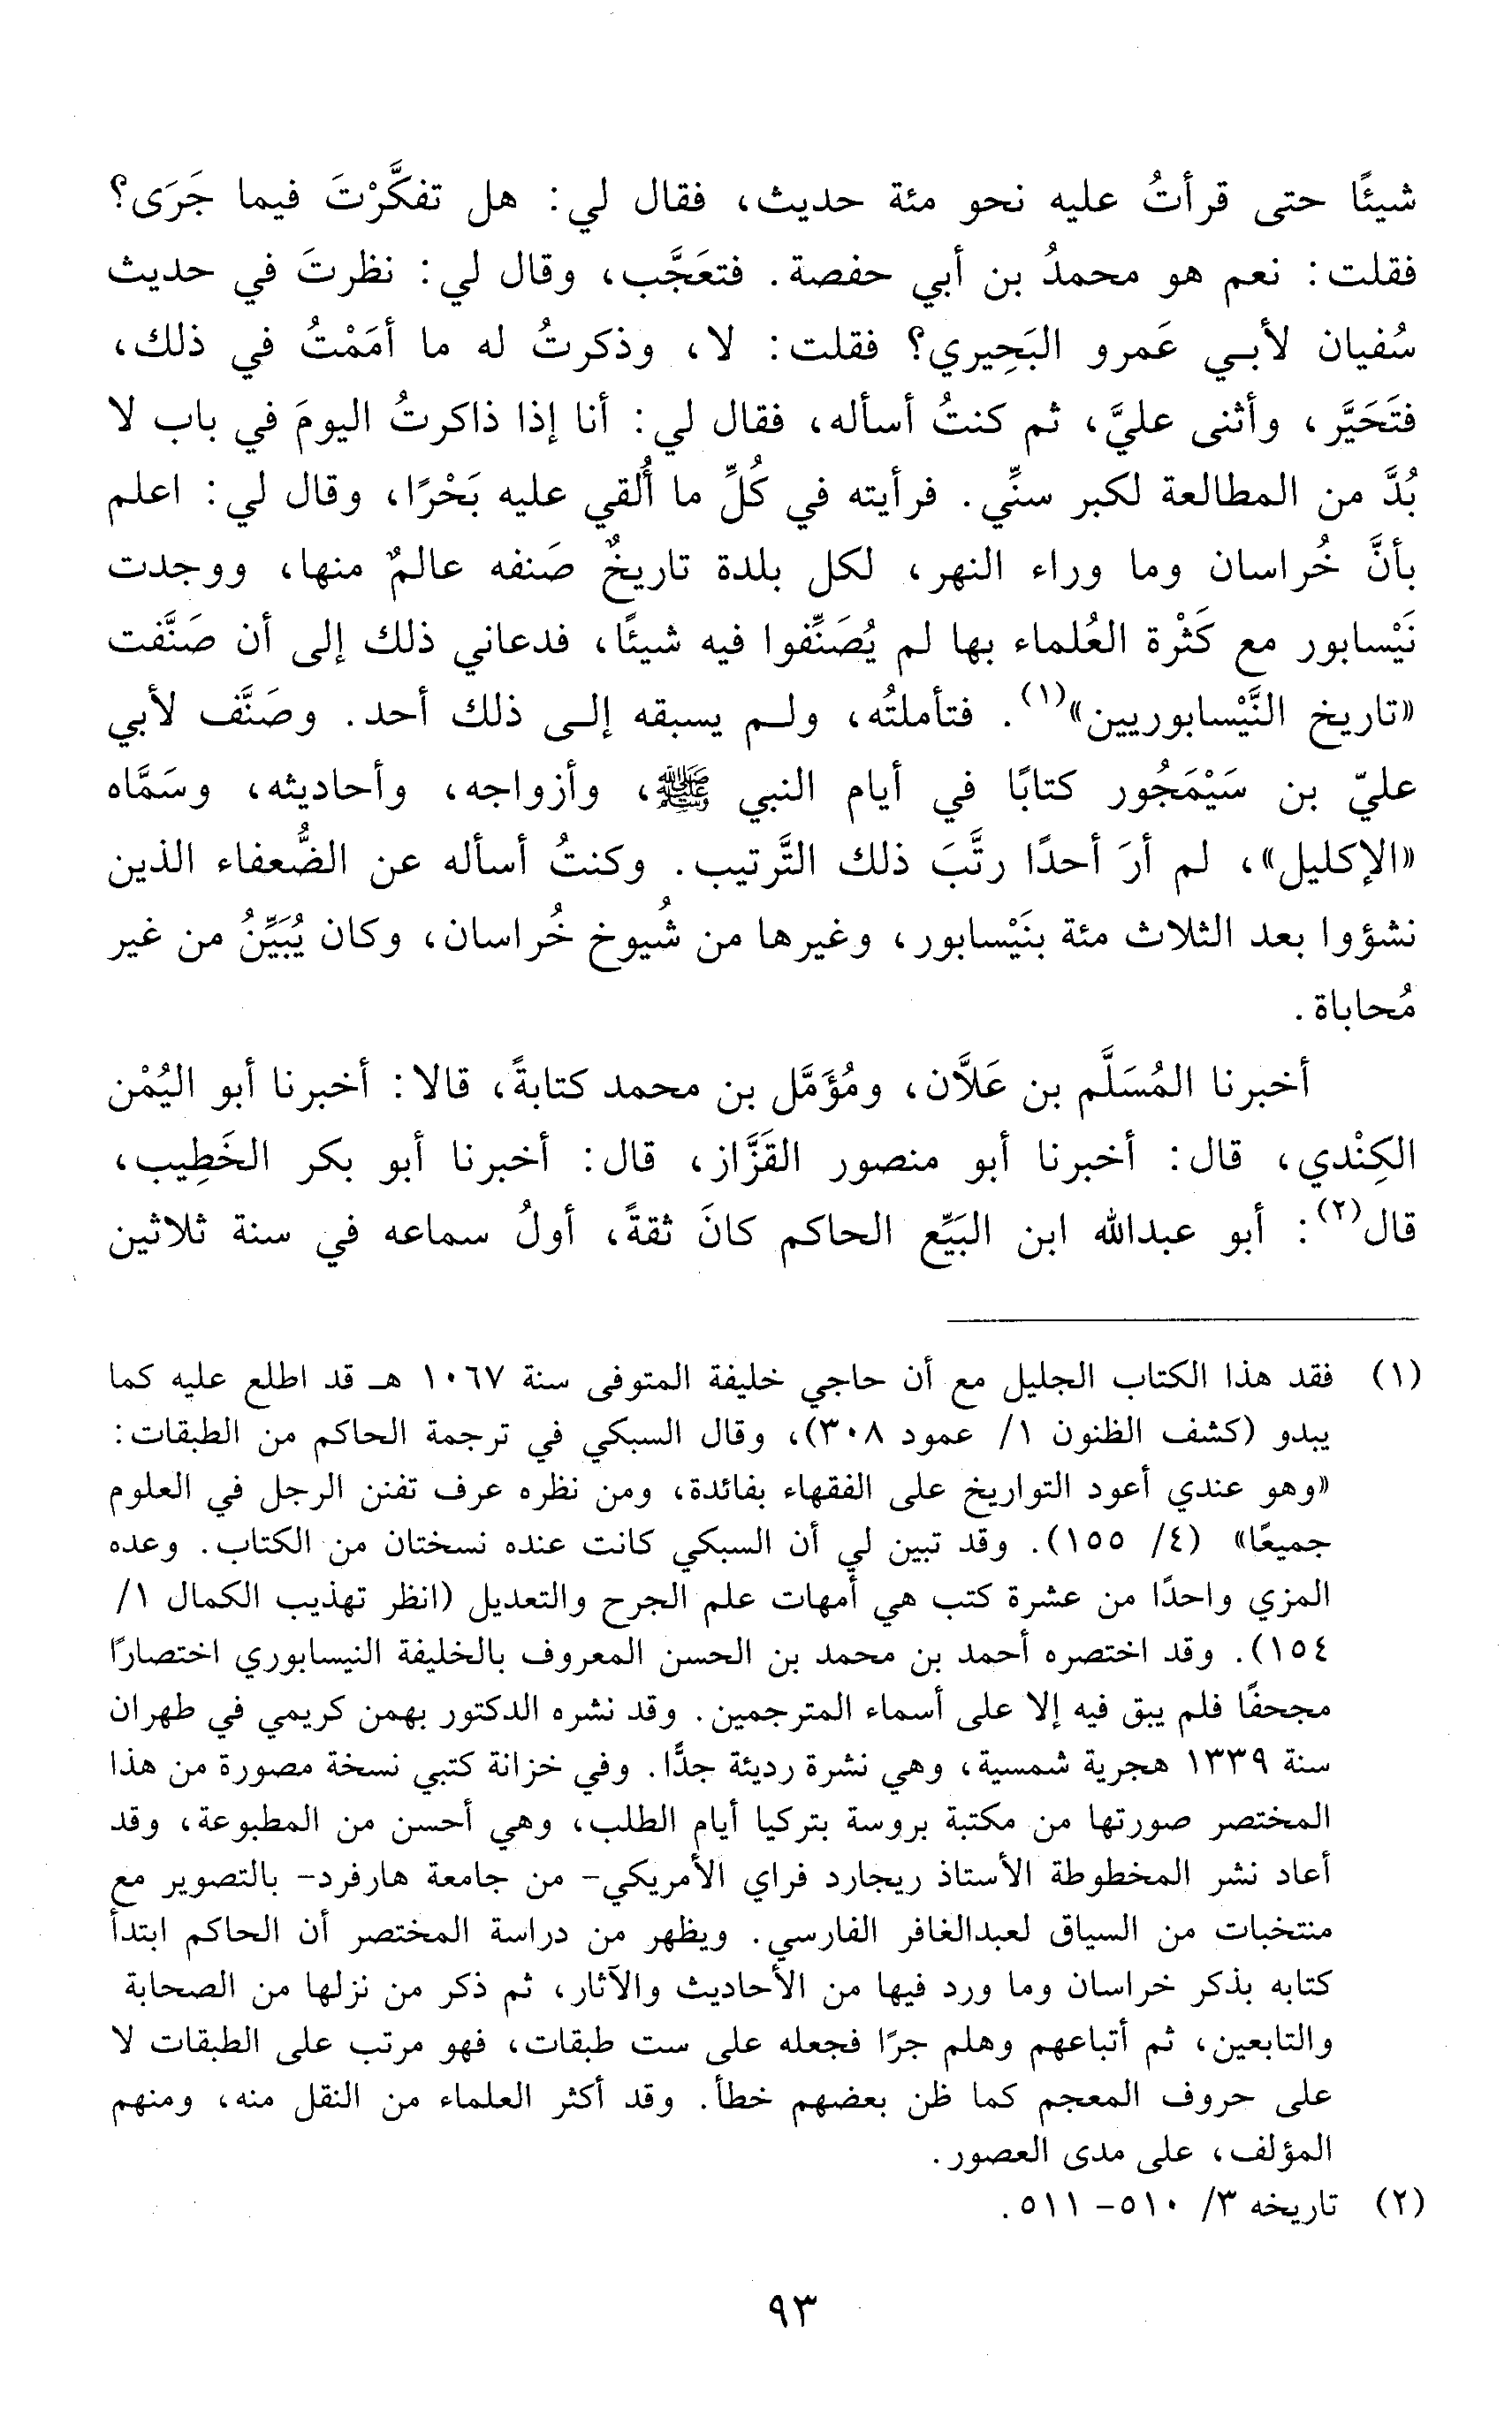 شيئًا حتى قرأتُ عليه نحو مئة حديث، فقال لي: هل تفكَّرْتَ فيما جَرَى؟
فقلت: نعم هو محمدُ بن أبي حفصة. فتعَجَّب، وقال لي: نظرتَ في حديث
سُفيان لأبي عَمرو البَحِيري؟ فقلت: لا، وذكرتُ له ما أمَمْتُ في ذلك،
فتَحَيَّر، وأثنى عليَّ، ثم كنتُ أسأله، فقال لي: أنا إذا ذاكرتُ اليومَ في باب لا
بُدَّ من المطالعة لكبر سنِّي. فرأيته في كُلِّ ما أُلقي عليه بَحْرًا، وقال لي: اعلم
بأنَّ خُراسان وما وراء النهر، لكل بلدة تاريخٌ صَنفه عالمٌ منها، ووجدت
نَيْسابور مع كَثْرة العُلماء بها لم يُصَنِّفوا فيه شيئًا، فدعاني ذلك إلى أن صَنَّفت
«تاريخ النَّيْسابوريين»(١). فتأملتُه، ولم يسبقه إلى ذلك أحد. وصَنَّف لأبي
عليّ بن سَيْمَجُور كتابًا في أيام النبي ﷺ، وأزواجه، وأحاديثه، وسَمَّاه
«الإكليل»، لم أرَ أحدًا رتَّبَ ذلك التَّرتيب. وكنتُ أسأله عن الضُّعفاء الذين
نشؤوا بعد الثلاث مئة بنَيْسابور، وغيرها من شُيوخ خُراسان، وكان يُبَيِّنُ من غير
مُحاباة.
أخبرنا المُسَلَّم بن عَلاَّن، ومُؤَمَّل بن محمد كتابةً، قالا: أخبرنا أبو اليُمْن
الكِنْدي، قال: أخبرنا أبو منصور القَزَّاز، قال: أخبرنا أبو بكر الخَطِيب،
قال(٢): أبو عبدالله ابن البَيِّع الحاكم كانَ ثقةً، أولُ سماعه في سنة ثلاثين
(١) فقد هذا الكتاب الجليل مع أن حاجي خليفة المتوفى سنة ١٠٦٧ هـ قد اطلع عليه كما
يبدو (كشف الظنون ١/ عمود ٣٠٨)، وقال السبكي في ترجمة الحاكم من الطبقات:
«وهو عندي أعود التواريخ على الفقهاء بفائدة، ومن نظره عرف تفنن الرجل في العلوم
جميعًا» (٤/ ١٥٥). وقد تبين لي أن السبكي كانت عنده نسختان من الكتاب. وعده
المزي واحدًا من عشرة كتب هي أمهات علم الجرح والتعديل (انظر تهذيب الكمال ١/
١٥٤). وقد اختصره أحمد بن محمد بن الحسن المعروف بالخليفة النيسابوري اختصارًا
مجحفًا فلم يبق فيه إلا على أسماء المترجمين. وقد نشره الدكتور بهمن كريمي في طهران
سنة ١٣٣٩ هجرية شمسية، وهي نشرة رديئة جدًّا. وفي خزانة كتبي نسخة مصورة من هذا
المختصر صورتها من مكتبة بروسة بتركيا أيام الطلب، وهي أحسن من المطبوعة، وقد
أعاد نشر المخطوطة الأستاذ ريجارد فراي الأمريكي- من جامعة هارفرد- بالتصوير مع
منتخبات من السياق لعبدالغافر الفارسي. ويظهر من دراسة المختصر أن الحاكم ابتدأ
كتابه بذكر خراسان وما ورد فيها من الأحاديث والآثار، ثم ذكر من نزلها من الصحابة
والتابعين، ثم أتباعهم وهلم جرًا فجعله على ست طبقات، فهو مرتب على الطبقات لا
على حروف المعجم كما ظن بعضهم خطأ. وقد أكثر العلماء من النقل منه، ومنهم
المؤلف، على مدى العصور.
(٢) تاريخه ٣/ ٥١٠- ٥١١.
٩٣